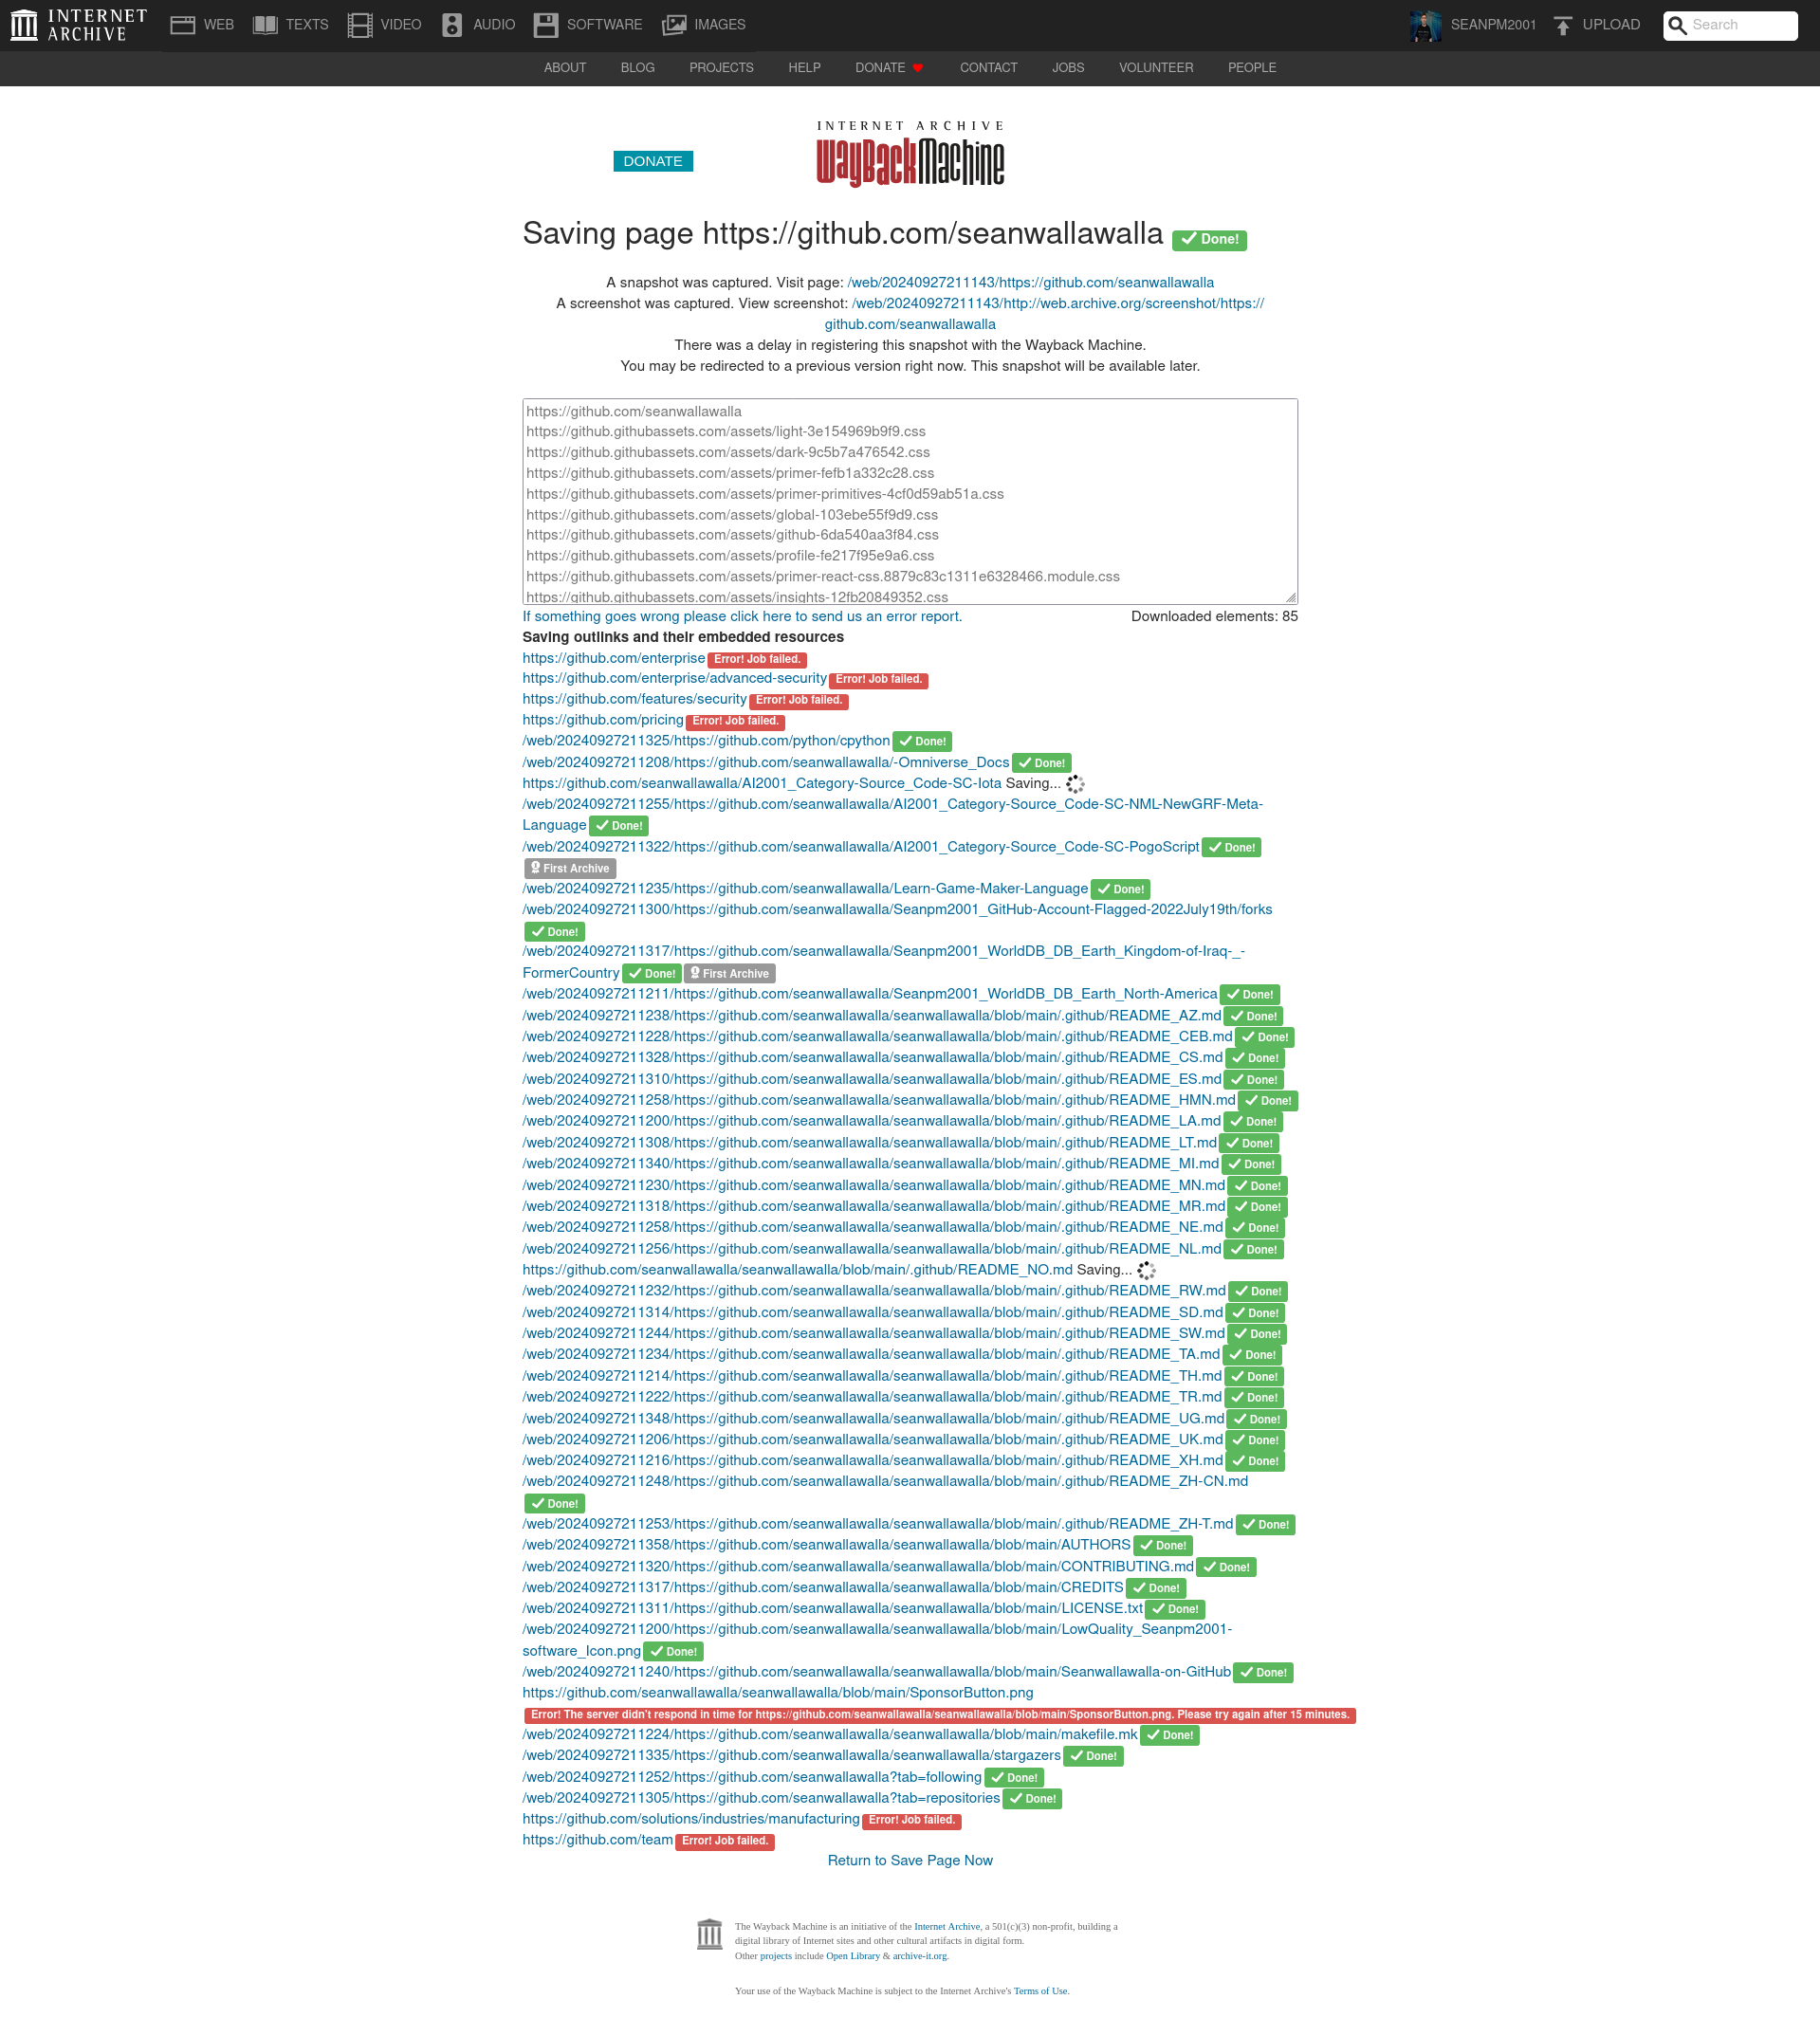 INTERNET ARCHIVE
WEB TEXTS VIDEO AUDIO SOFTWARE IMAGES SEANPM2001 UPLOAD Search
ABOUT BLOG PROJECTS HELP DONATE CONTACT JOBS VOLUNTEER PEOPLE
INTERNET ARCHIVE
DONATE WayBackMachine
Saving page https://github.com/seanwallawalla Done!
A snapshot was captured. Visit page: /web/20240927211143/https://github.com/seanwallawalla
A screenshot was captured. View screenshot: /web/20240927211143/http://web.archive.org/screenshot/https://
github.com/seanwallawalla
There was a delay in registering this snapshot with the Wayback Machine.
You may be redirected to a previous version right now. This snapshot will be available later.
https://github.com/seanwallawalla
https://github.githubassets.com/assets/light-3e154969b9f9.css
https://github.githubassets.com/assets/dark-9c5b7a476542.css
https://github.githubassets.com/assets/primer-fefb1a332c28.css
https://github.githubassets.com/assets/primer-primitives-4cf0d59ab51a.css
https://github.githubassets.com/assets/global-103ebe55f9d9.css
https://github.githubassets.com/assets/github-6da540aa3f84.css
https://github.githubassets.com/assets/profile-fe217f95e9a6.css
https://github.githubassets.com/assets/primer-react-css.8879c83c1311e6328466.module.css
https://github.githubassets.com/assets/insights-12fb20849352.css
If something goes wrong please click here to send us an error report. Downloaded elements: 85
Saving outlinks and their embedded resources
https://github.com/enterprise Error! Job failed.
https://github.com/enterprise/advanced-security Error! Job failed.
https://github.com/features/security Error! Job failed.
https://github.com/pricing Error! Job failed.
/web/20240927211325/https://github.com/python/cpython Done!
/web/20240927211208/https://github.com/seanwallawalla/-Omniverse_Docs Done!
https://github.com/seanwallawalla/AI2001_Category-Source_Code-SC-Iota Saving...
/web/20240927211255/https://github.com/seanwallawalla/AI2001_Category-Source_Code-SC-NML-NewGRF-Meta-
Language Done!
/web/20240927211322/https://github.com/seanwallawalla/AI2001_Category-Source_Code-SC-PogoScript Done!
First Archive
/web/20240927211235/https://github.com/seanwallawalla/Learn-Game-Maker-Language Done!
/web/20240927211300/https://github.com/seanwallawalla/Seanpm2001_GitHub-Account-Flagged-2022July19th/forks
Done!
/web/20240927211317/https://github.com/seanwallawalla/Seanpm2001_WorldDB_DB_Earth_Kingdom-of-Iraq-_-
FormerCountry Done! First Archive
/web/20240927211211/https://github.com/seanwallawalla/Seanpm2001_WorldDB_DB_Earth_North-America Done!
/web/20240927211238/https://github.com/seanwallawalla/seanwallawalla/blob/main/.github/README_AZ.md Done!
/web/20240927211228/https://github.com/seanwallawalla/seanwallawalla/blob/main/.github/README_CEB.md Done!
/web/20240927211328/https://github.com/seanwallawalla/seanwallawalla/blob/main/.github/README_CS.md Done!
/web/20240927211310/https://github.com/seanwallawalla/seanwallawalla/blob/main/.github/README_ES.md Done!
/web/20240927211258/https://github.com/seanwallawalla/seanwallawalla/blob/main/.github/README_HMN.md Done!
/web/20240927211200/https://github.com/seanwallawalla/seanwallawalla/blob/main/.github/README_LA.md Done!
/web/20240927211308/https://github.com/seanwallawalla/seanwallawalla/blob/main/.github/README_LT.md Done!
/web/20240927211340/https://github.com/seanwallawalla/seanwallawalla/blob/main/.github/README_MI.md Done!
/web/20240927211230/https://github.com/seanwallawalla/seanwallawalla/blob/main/.github/README_MN.md Done!
/web/20240927211318/https://github.com/seanwallawalla/seanwallawalla/blob/main/.github/README_MR.md Done!
/web/20240927211258/https://github.com/seanwallawalla/seanwallawalla/blob/main/.github/README_NE.md Done!
/web/20240927211256/https://github.com/seanwallawalla/seanwallawalla/blob/main/.github/README_NL.md Done!
https://github.com/seanwallawalla/seanwallawalla/blob/main/.github/README_NO.md Saving...
/web/20240927211232/https://github.com/seanwallawalla/seanwallawalla/blob/main/.github/README_RW.md Done!
/web/20240927211314/https://github.com/seanwallawalla/seanwallawalla/blob/main/.github/README_SD.md Done!
/web/20240927211244/https://github.com/seanwallawalla/seanwallawalla/blob/main/.github/README_SW.md Done!
/web/20240927211234/https://github.com/seanwallawalla/seanwallawalla/blob/main/.github/README_TA.md Done!
/web/20240927211214/https://github.com/seanwallawalla/seanwallawalla/blob/main/.github/README_TH.md Done!
/web/20240927211222/https://github.com/seanwallawalla/seanwallawalla/blob/main/.github/README_TR.md Done!
/web/20240927211348/https://github.com/seanwallawalla/seanwallawalla/blob/main/.github/README_UG.md Done!
/web/20240927211206/https://github.com/seanwallawalla/seanwallawalla/blob/main/.github/README_UK.md Done!
/web/20240927211216/https://github.com/seanwallawalla/seanwallawalla/blob/main/.github/README_XH.md Done!
/web/20240927211248/https://github.com/seanwallawalla/seanwallawalla/blob/main/.github/README_ZH-CN.md
Done!
/web/20240927211253/https://github.com/seanwallawalla/seanwallawalla/blob/main/.github/README_ZH-T.md Done!
/web/20240927211358/https://github.com/seanwallawalla/seanwallawalla/blob/main/AUTHORS Done!
/web/20240927211320/https://github.com/seanwallawalla/seanwallawalla/blob/main/CONTRIBUTING.md Done!
/web/20240927211317/https://github.com/seanwallawalla/seanwallawalla/blob/main/CREDITS Done!
/web/20240927211311/https://github.com/seanwallawalla/seanwallawalla/blob/main/LICENSE.txt Done!
/web/20240927211200/https://github.com/seanwallawalla/seanwallawalla/blob/main/LowQuality_Seanpm2001-
software_Icon.png Done!
/web/20240927211240/https://github.com/seanwallawalla/seanwallawalla/blob/main/Seanwallawalla-on-GitHub Done!
https://github.com/seanwallawalla/seanwallawalla/blob/main/SponsorButton.png
Error! The server didn't respond in time for https://github.com/seanwallawalla/seanwallawalla/blob/main/SponsorButton.png. Please try again after 15 minutes.
/web/20240927211224/https://github.com/seanwallawalla/seanwallawalla/blob/main/makefile.mk Done!
/web/20240927211335/https://github.com/seanwallawalla/seanwallawalla/stargazers Done!
/web/20240927211252/https://github.com/seanwallawalla?tab=following Done!
/web/20240927211305/https://github.com/seanwallawalla?tab=repositories Done!
https://github.com/solutions/industries/manufacturing Error! Job failed.
https://github.com/team Error! Job failed.
Return to Save Page Now
The Wayback Machine is an initiative of the Internet Archive, a 501(c)(3) non-profit, building a
digital library of Internet sites and other cultural artifacts in digital form.
Other projects include Open Library & archive-it.org.
Your use of the Wayback Machine is subject to the Internet Archive's Terms of Use.